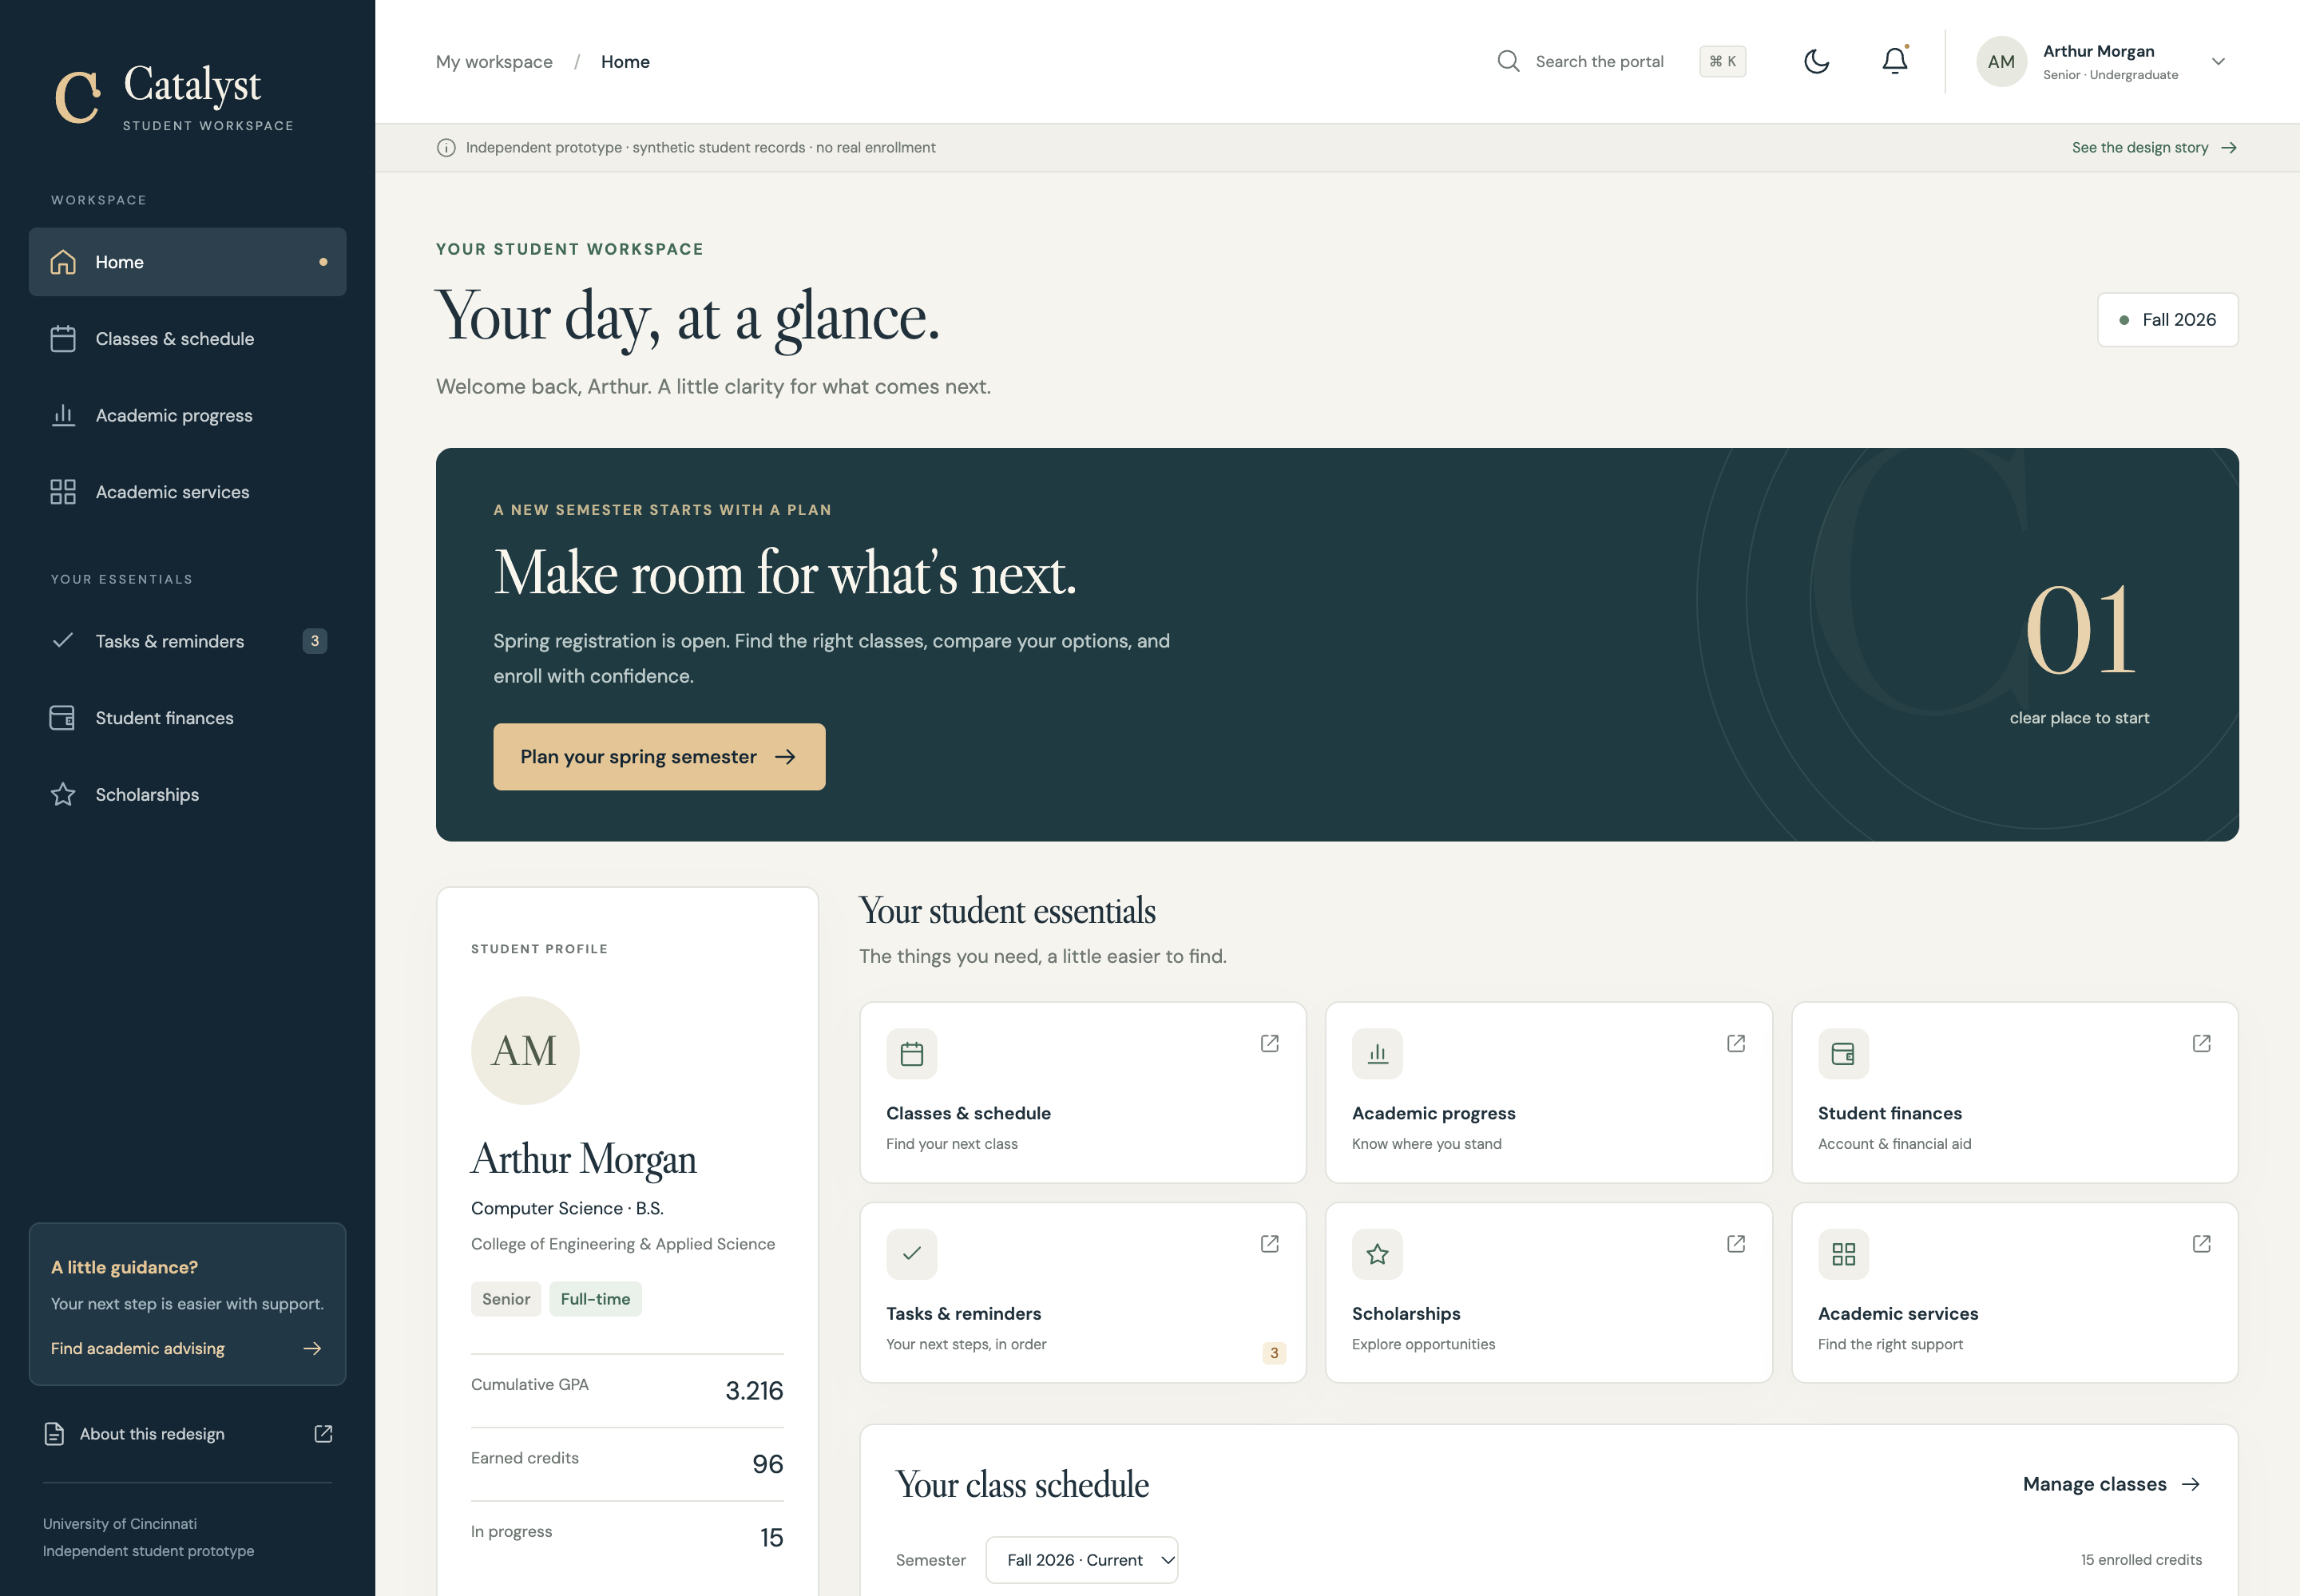 Catalyst
STUDENT WORKSPACE
WORKSPACE
Home
Classes & schedule
Academic progress
Academic services
YOUR ESSENTIALS
Tasks & reminders 3
Student finances
Scholarships
A little guidance?
Your next step is easier with support.
Find academic advising
About this redesign
University of Cincinnati
Independent student prototype
My workspace / Home
Search the portal ⌘ K
AM
Arthur Morgan
Senior · Undergraduate
Independent prototype · synthetic student records · no real enrollment
See the design story
YOUR STUDENT WORKSPACE
Your day, at a glance.
Welcome back, Arthur. A little clarity for what comes next.
Fall 2026
A NEW SEMESTER STARTS WITH A PLAN
Make room for what’s next.
Spring registration is open. Find the right classes, compare your options, and
enroll with confidence.
Plan your spring semester
01
clear place to start
STUDENT PROFILE
AM
Arthur Morgan
Computer Science · B.S.
College of Engineering & Applied Science
Senior Full-time
Cumulative GPA 3.216
Earned credits 96
In progress 15
Your student essentials
The things you need, a little easier to find.
Classes & schedule
Find your next class
Academic progress
Know where you stand
Student finances
Account & financial aid
Tasks & reminders
Your next steps, in order
3
Scholarships
Explore opportunities
Academic services
Find the right support
Your class schedule
Manage classes
Semester Fall 2026 · Current
15 enrolled credits